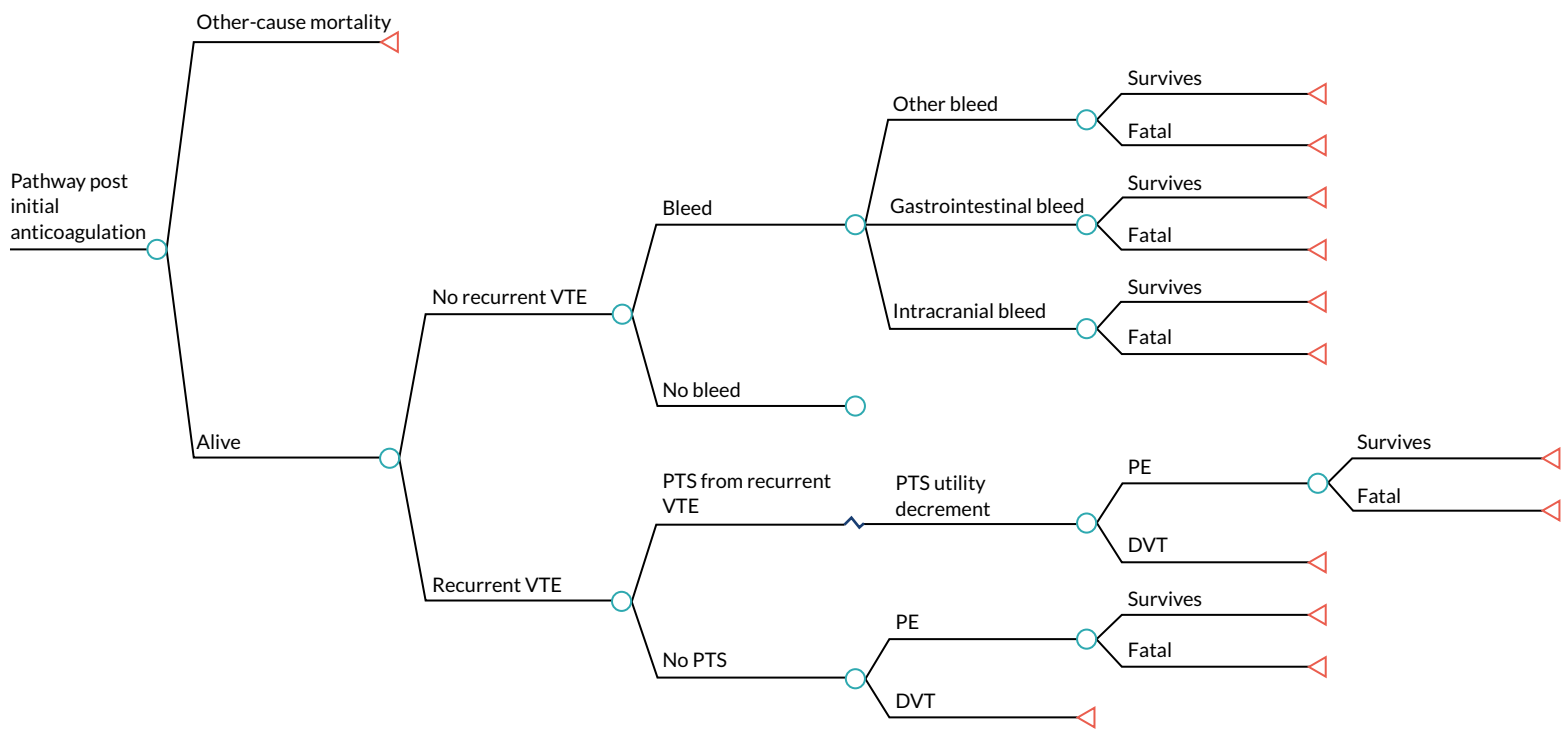 Other-cause mortality
Pathway post
initial
anticoagulation
Alive
No recurrent VTE
Bleed
Other bleed
Survives
Fatal
Gastrointestinal bleed
Survives
Fatal
Intracranial bleed
Survives
Fatal
No bleed
Recurrent VTE
PTS from recurrent
VTE
PTS utility
decrement
PE
Survives
Fatal
DVT
No PTS
PE
Survives
Fatal
DVT